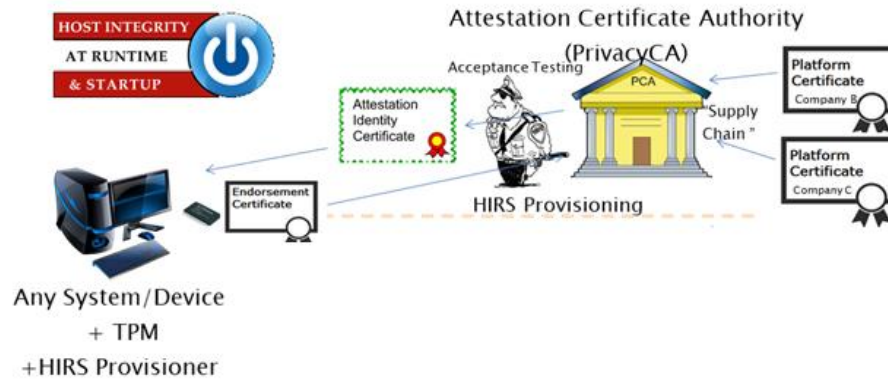 HOST INTEGRITY
AT RUNTIME
& STARTUP
Attestation Certificate Authority
(PrivacyCA)
Acceptance Testing
PCA
"Supply
Chain "
Platform
Certificate
Company B
Platform
Certificate
Company C
Attestation
Identity
Certificate
Endorsement
Certificate
HIRS Provisioning
Any System/Device
+ TPM
+HIRS Provisioner